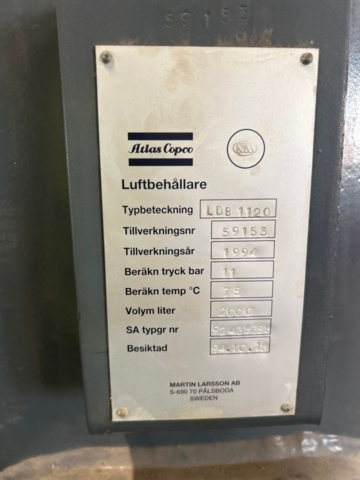 59153
Atlas Copco
Luftbehållare
Typbeteckning LDB 1120
Tillverkningsnr 59153
Tillverkningsår 1994
Beräkn tryck bar 11
Beräkn temp °C 75
Volym liter 2000
SA typgr nr
Besiktad
MARTIN LARSSON AB
S-690 70 PÅLSBODA
SWEDEN